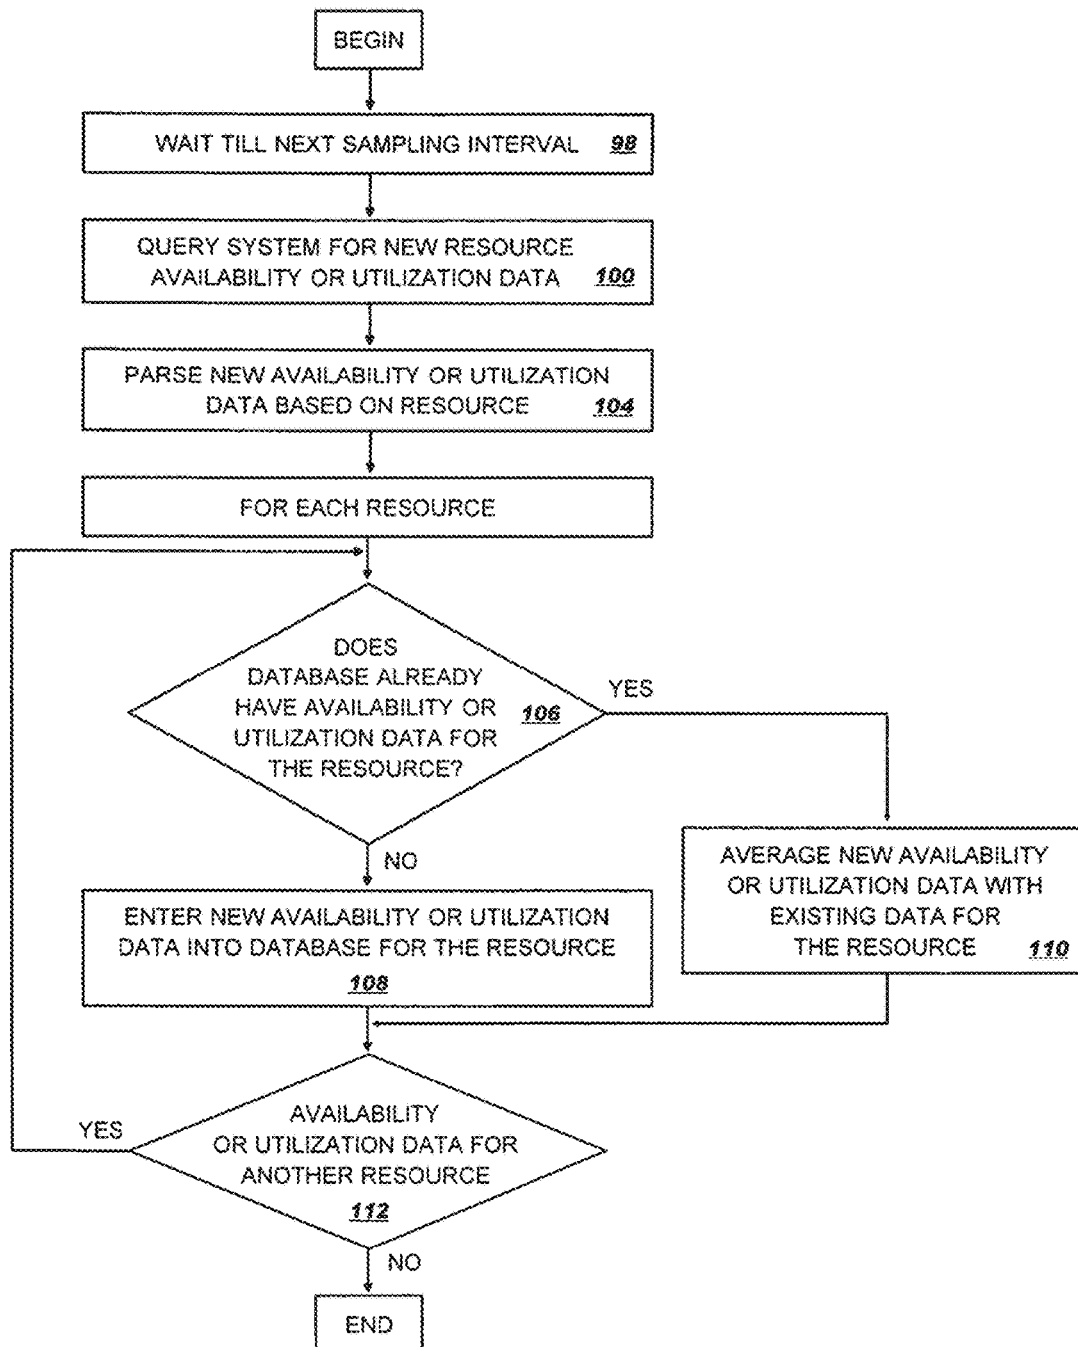 BEGIN
WAIT TILL NEXT SAMPLING INTERVAL 98
QUERY SYSTEM FOR NEW RESOURCE
AVAILABILITY OR UTILIZATION DATA 100
PARSE NEW AVAILABILITY OR UTILIZATION
DATA BASED ON RESOURCE 104
FOR EACH RESOURCE
DOES
DATABASE ALREADY
HAVE AVAILABILITY OR
UTILIZATION DATA FOR
THE RESOURCE?
106
YES
NO
AVERAGE NEW AVAILABILITY
OR UTILIZATION DATA WITH
EXISTING DATA FOR
THE RESOURCE 110
ENTER NEW AVAILABILITY OR UTILIZATION
DATA INTO DATABASE FOR THE RESOURCE
108
AVAILABILITY
OR UTILIZATION DATA FOR
ANOTHER RESOURCE
112
YES
NO
END